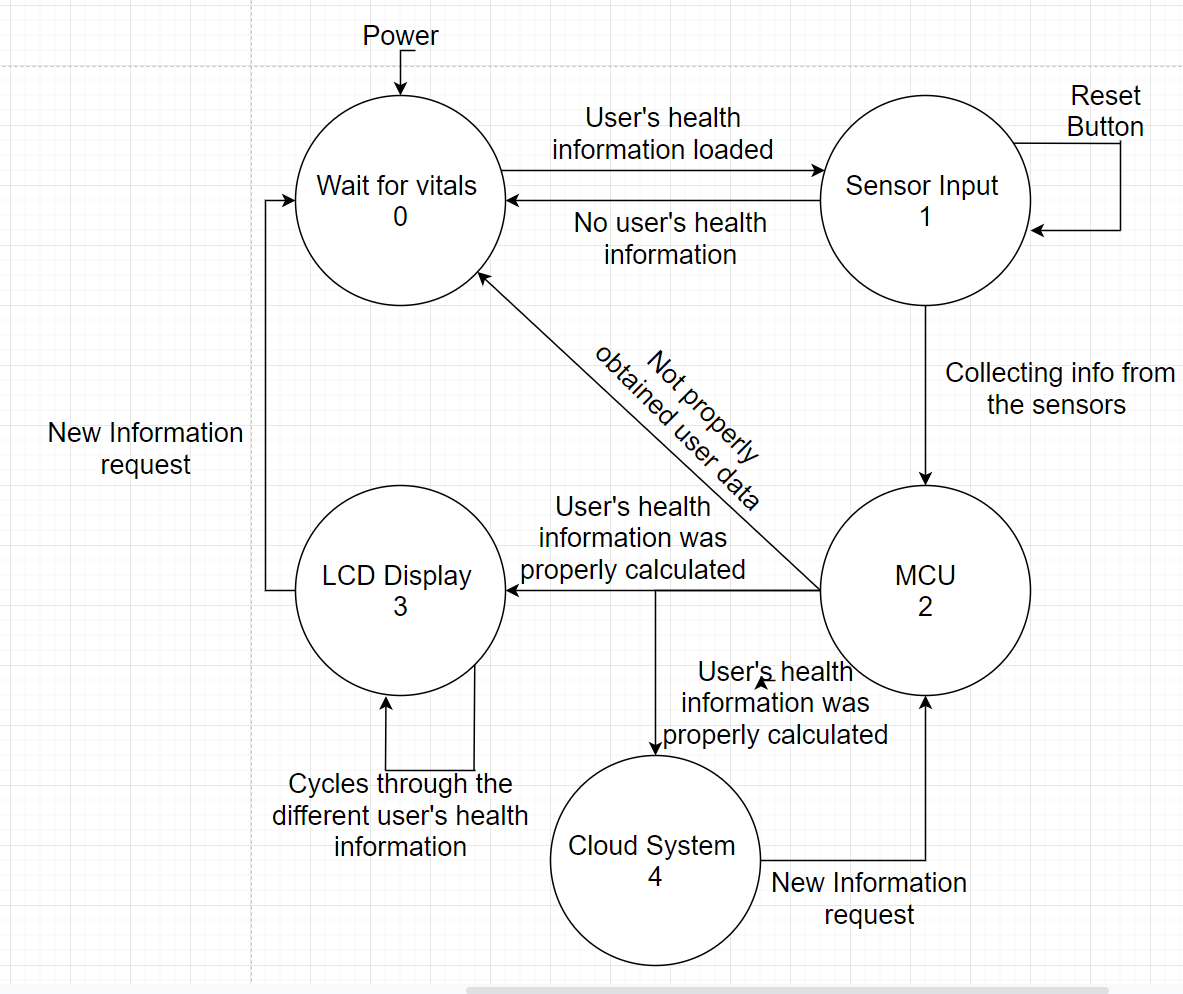 Power
User's health
information loaded
Reset
Button
Wait for vitals
0
Sensor Input
1
No user's health
information
Not properly
obtained user data
Collecting info from
the sensors
New Information
request
User's health
information was
properly calculated
LCD Display
3
MCU
2
User's health
information was
properly calculated
Cycles through the
different user's health
information
Cloud System
4
New Information
request